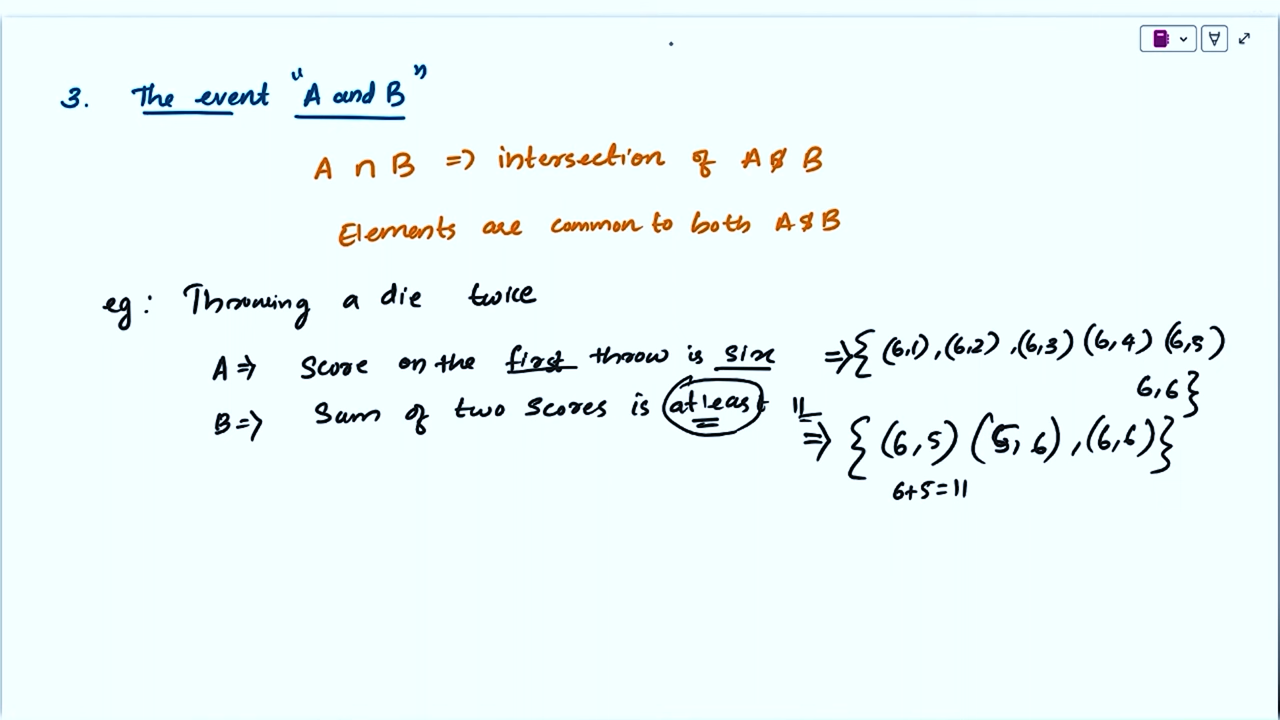 3. The event "A and B"
A ∩ B => intersection of A & B
Elements are common to both A & B
eg: Throwing a die twice
A => Score on the first throw is six => { (6,1), (6,2), (6,3) (6,4) (6,5)
6,6 }
B => Sum of two scores is atleast 11
=> { (6,5) (5,6), (6,6) }
6+5=11